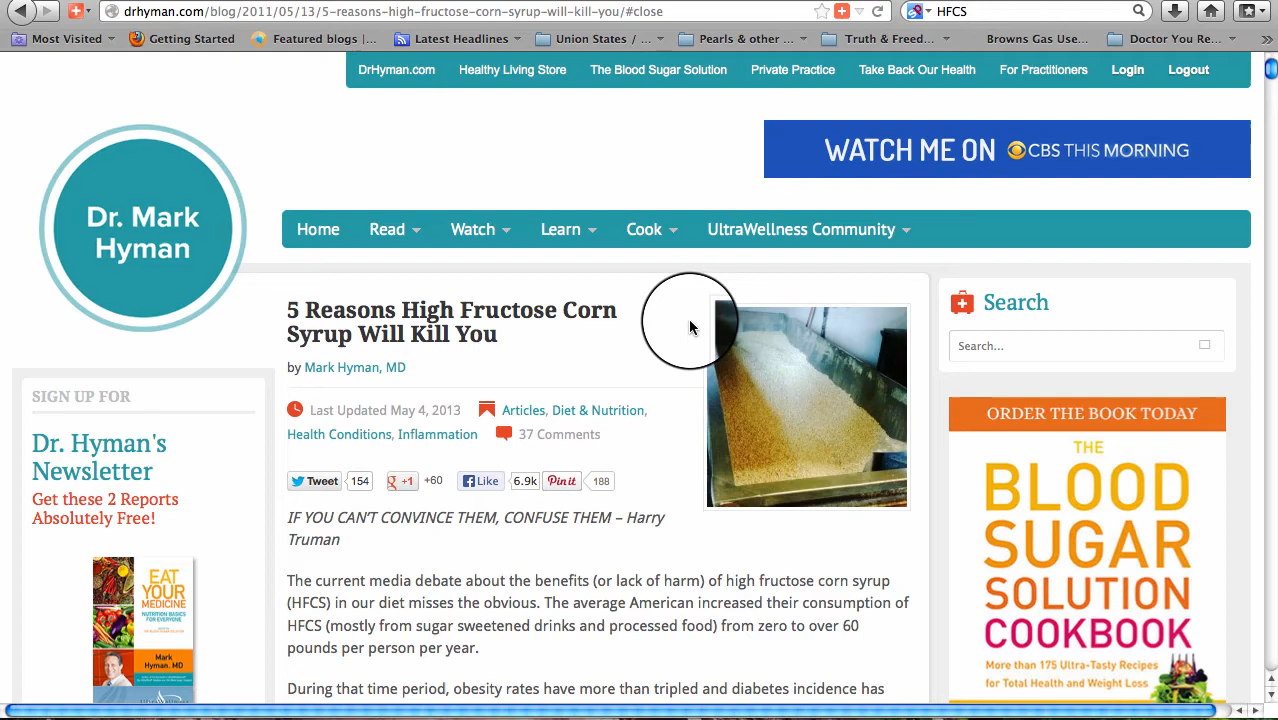 drhyman.com/blog/2011/05/13/5-reasons-high-fructose-corn-syrup-will-kill-you/#close
HFCS
Most Visited
Getting Started
Featured blogs |...
Latest Headlines
Union States / ...
Pearls & other ...
Truth & Freed...
Browns Gas Use...
Doctor You Re...
DrHyman.com
Healthy Living Store
The Blood Sugar Solution
Private Practice
Take Back Our Health
For Practitioners
Login
Logout
WATCH ME ON CBS THIS MORNING
Dr. Mark
Hyman
Home
Read
Watch
Learn
Cook
UltraWellness Community
5 Reasons High Fructose Corn
Syrup Will Kill You
by Mark Hyman, MD
Last Updated May 4, 2013
Articles, Diet & Nutrition,
Health Conditions, Inflammation
37 Comments
Tweet 154
+1 +60
Like 6.9k
Pin it 188
IF YOU CAN'T CONVINCE THEM, CONFUSE THEM – Harry
Truman
The current media debate about the benefits (or lack of harm) of high fructose corn syrup
(HFCS) in our diet misses the obvious. The average American increased their consumption of
HFCS (mostly from sugar sweetened drinks and processed food) from zero to over 60
pounds per person per year.
During that time period, obesity rates have more than tripled and diabetes incidence has
SIGN UP FOR
Dr. Hyman's
Newsletter
Get these 2 Reports
Absolutely Free!
EAT
YOUR
MEDICINE
NUTRITION BASICS
FOR EVERYONE
Mark
Hyman, MD
Search
Search...
ORDER THE BOOK TODAY
THE
BLOOD
SUGAR
SOLUTION
COOKBOOK
More than 175 Ultra-Tasty Recipes
for Total Health and Weight Loss